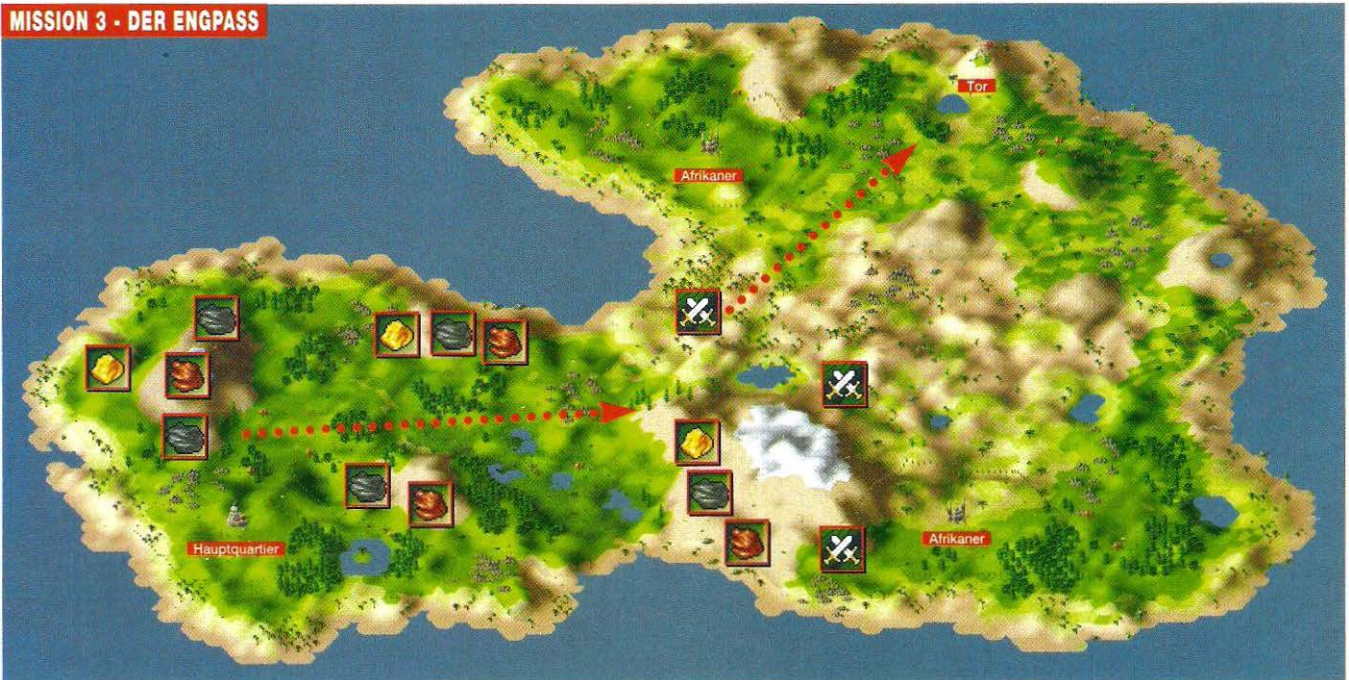 MISSION 3 - DER ENGPASS
Tor
Afrikaner
Hauptquartier
Afrikaner